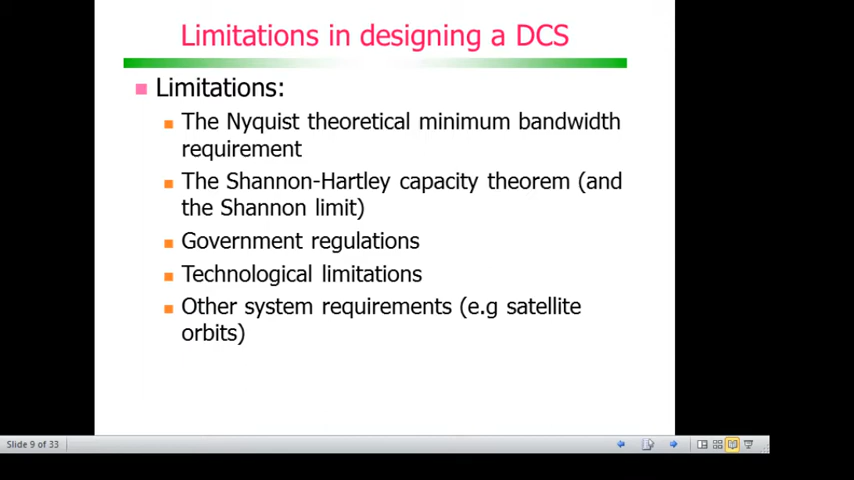 Limitations in designing a DCS
Limitations:
The Nyquist theoretical minimum bandwidth
requirement
The Shannon-Hartley capacity theorem (and
the Shannon limit)
Government regulations
Technological limitations
Other system requirements (e.g satellite
orbits)
Slide 9 of 33